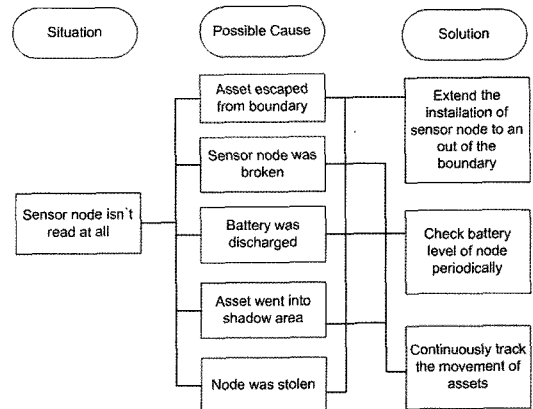 Situation
Possible Cause
Solution
Asset escaped
from boundary
Extend the
installation of
sensor node to an
out of the
boundary
Sensor node was
broken
Sensor node isn`t
read at all
Battery was
discharged
Check battery
level of node
periodically
Asset went into
shadow area
Continuously track
the movement of
assets
Node was stolen